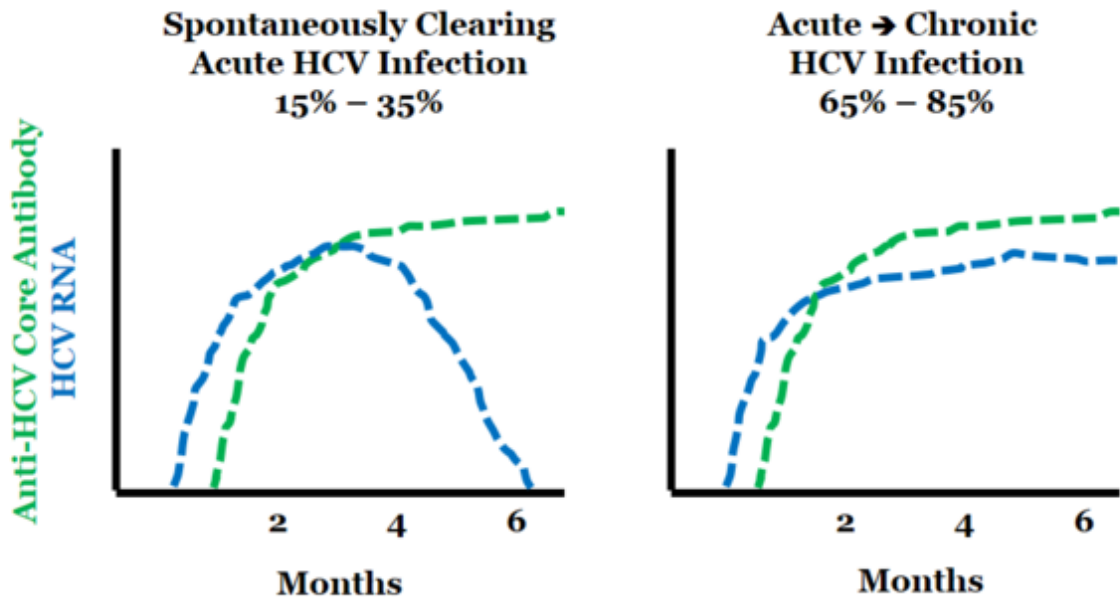 Spontaneously Clearing
Acute HCV Infection
15% – 35%
Acute ➔ Chronic
HCV Infection
65% – 85%
Anti-HCV Core Antibody
HCV RNA
2 4 6
Months
2 4 6
Months